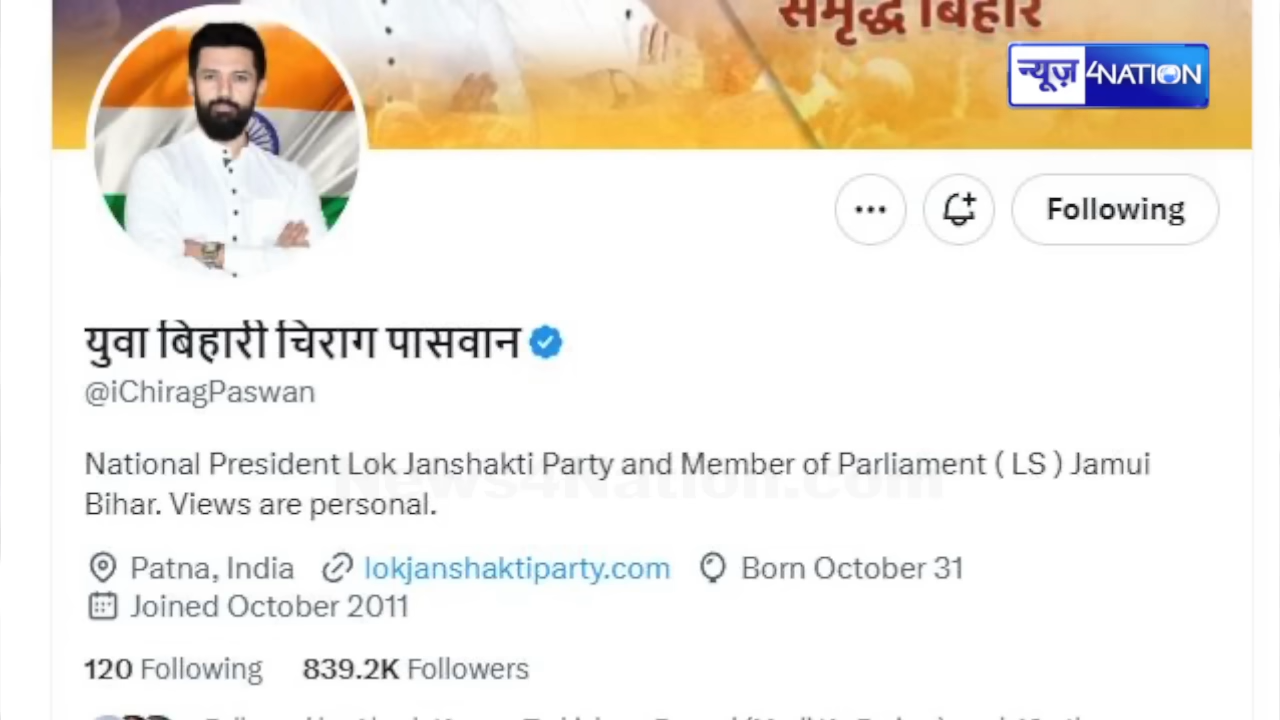 समृद्ध बिहार
न्यूज़ 4NATION
Following
युवा बिहारी चिराग पासवान
@iChiragPaswan
National President Lok Janshakti Party and Member of Parliament ( LS ) Jamui
Bihar. Views are personal.
News4Nation.com
Patna, India lokjanshaktiparty.com Born October 31
Joined October 2011
120 Following 839.2K Followers